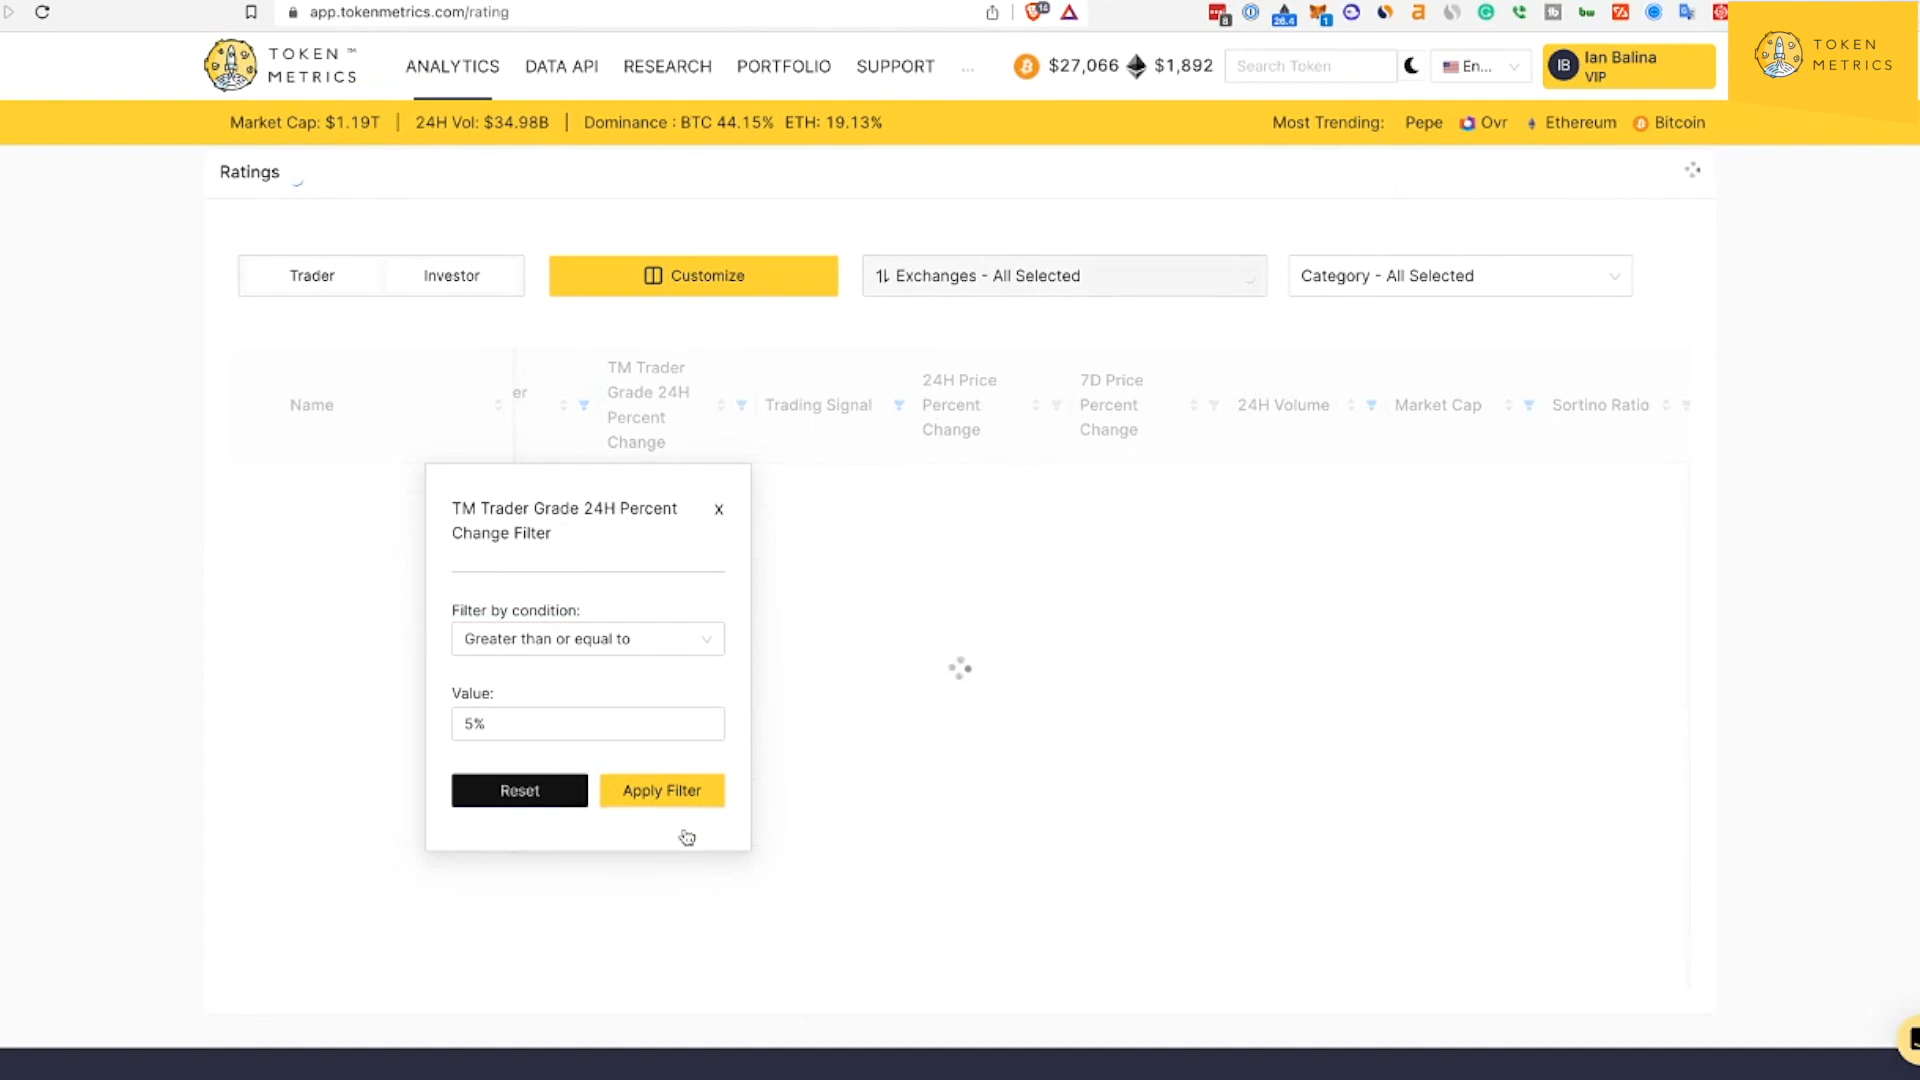 app.tokenmetrics.com/rating
TOKEN ™
METRICS
ANALYTICS DATA API RESEARCH PORTFOLIO SUPPORT ...
$27,066 $1,892
Search Token
En...
IB
Ian Balina
VIP
TOKEN
METRICS
Market Cap: $1.19T | 24H Vol: $34.98B | Dominance : BTC 44.15% ETH: 19.13%
Most Trending: Pepe Ovr Ethereum Bitcoin
Ratings
Trader Investor
Customize
Exchanges - All Selected
Category - All Selected
Name
er
TM Trader
Grade 24H
Percent
Change
Trading Signal
24H Price
Percent
Change
7D Price
Percent
Change
24H Volume
Market Cap
Sortino Ratio
TM Trader Grade 24H Percent x
Change Filter
Filter by condition:
Greater than or equal to
Value:
5%
Reset Apply Filter